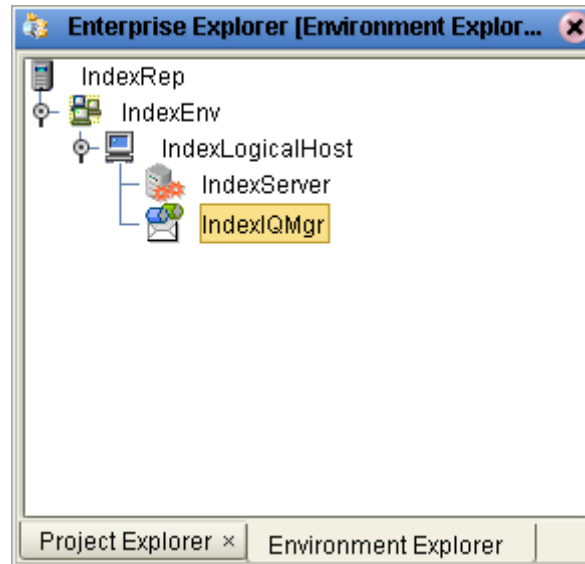 Enterprise Explorer [Environment Explor...
IndexRep
IndexEnv
IndexLogicalHost
IndexServer
IndexIQMgr
Project Explorer × Environment Explorer